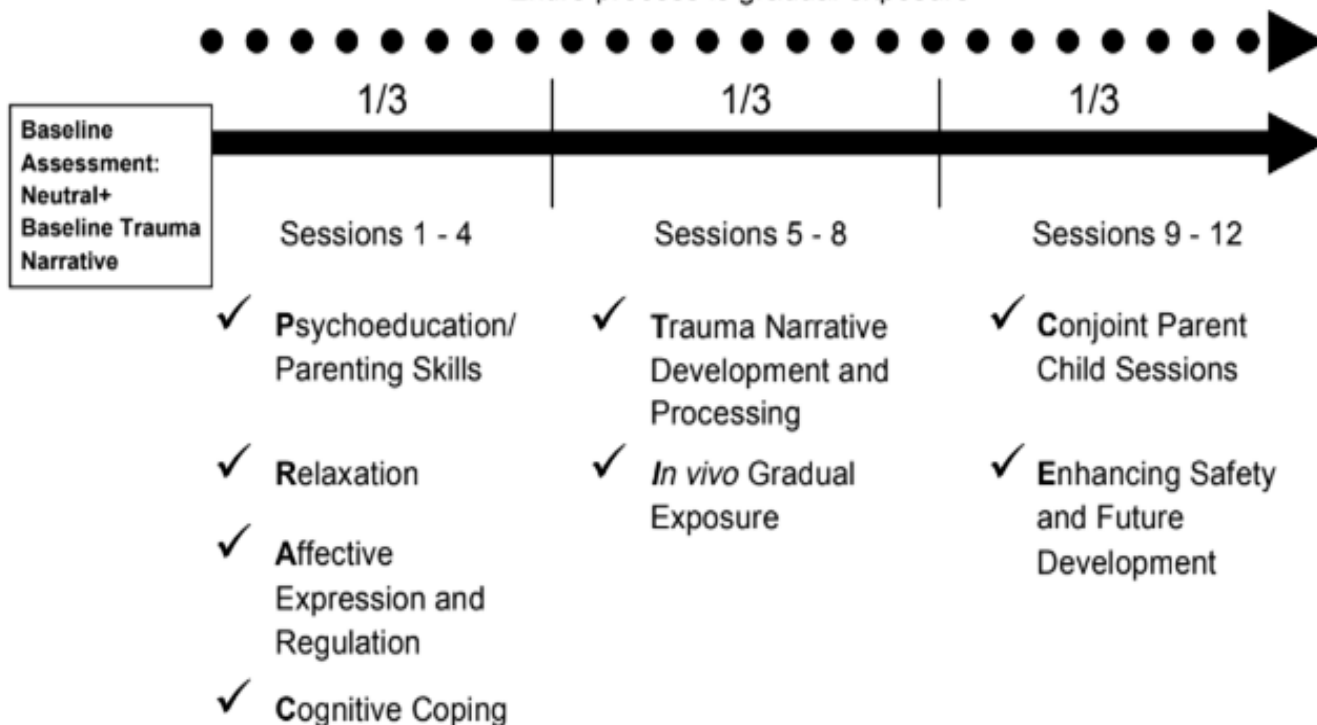 1/3
1/3
1/3
Baseline
Assessment:
Neutral+
Baseline Trauma
Narrative
Sessions 1 - 4
✓ Psychoeducation/
Parenting Skills
✓ Relaxation
✓ Affective
Expression and
Regulation
✓ Cognitive Coping
Sessions 5 - 8
✓ Trauma Narrative
Development and
Processing
✓ In vivo Gradual
Exposure
Sessions 9 - 12
✓ Conjoint Parent
Child Sessions
✓ Enhancing Safety
and Future
Development